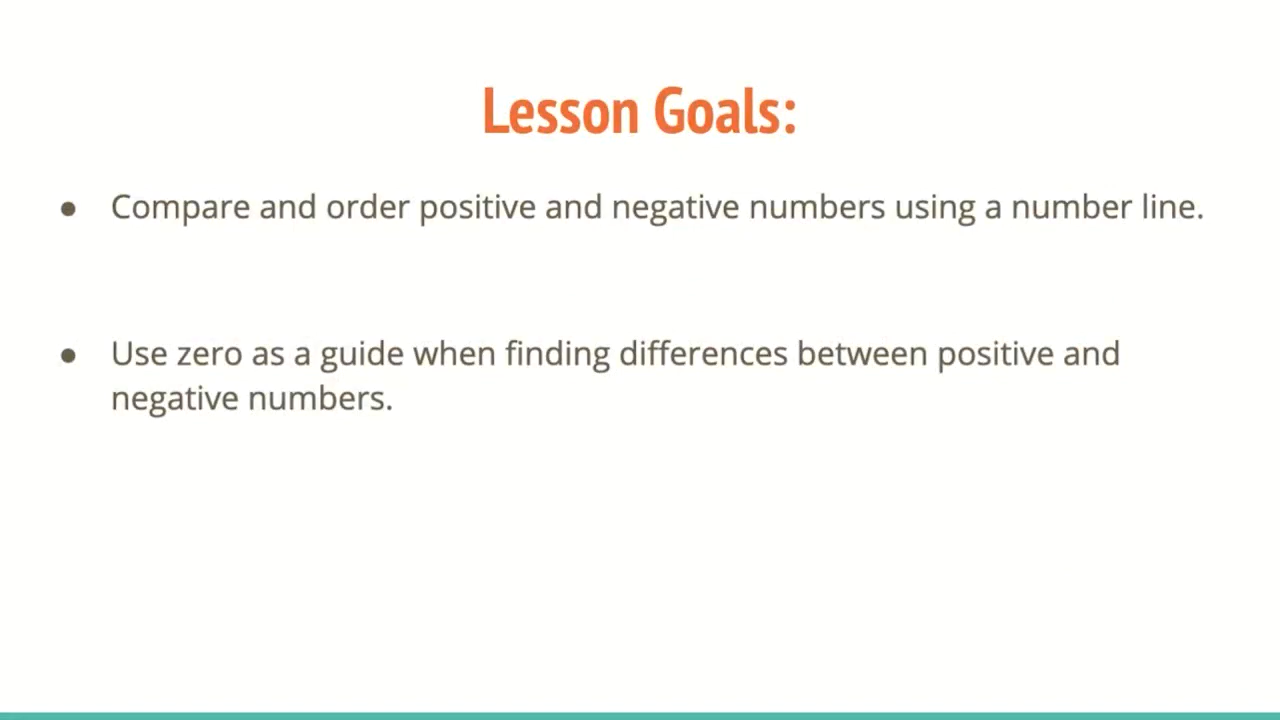 Lesson Goals:
● Compare and order positive and negative numbers using a number line.
● Use zero as a guide when finding differences between positive and
negative numbers.